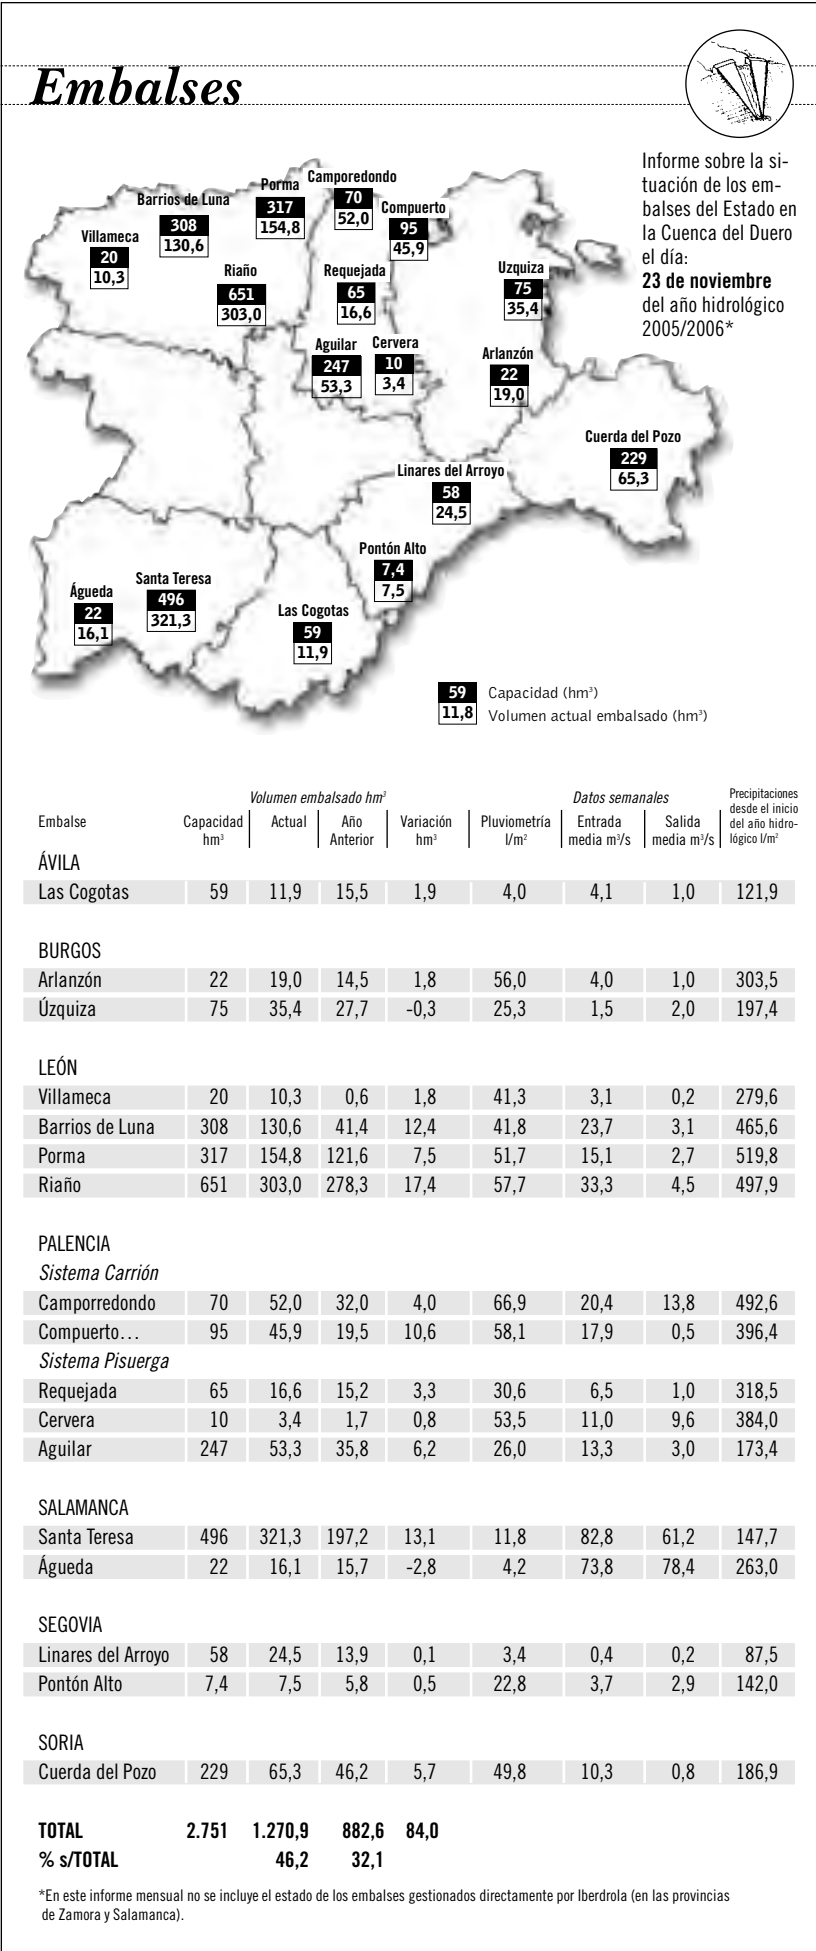 Embalses
Informe sobre la si-
tuación de los em-
balses del Estado en
la Cuenca del Duero
el día:
23 de noviembre
del año hidrológico
2005/2006*
Villameca
20
10,3
Barrios de Luna
308
130,6
Porma
317
154,8
Camporedondo
70
52,0
Compuerto
95
45,9
Riaño
651
303,0
Requejada
65
16,6
Uzquiza
75
35,4
Aguilar
247
53,3
Cervera
10
3,4
Arlanzón
22
19,0
Cuerda del Pozo
229
65,3
Linares del Arroyo
58
24,5
Pontón Alto
7,4
7,5
Águeda
22
16,1
Santa Teresa
496
321,3
Las Cogotas
59
11,9
59 Capacidad (hm³)
11,8 Volumen actual embalsado (hm³)
Volumen embalsado hm³ Datos semanales
Embalse Capacidad hm³ Actual Año Anterior Variación hm³ Pluviometría l/m² Entrada media m³/s Salida media m³/s Precipitaciones desde el inicio del año hidro-lógico l/m²
ÁVILA
Las Cogotas 59 11,9 15,5 1,9 4,0 4,1 1,0 121,9
BURGOS
Arlanzón 22 19,0 14,5 1,8 56,0 4,0 1,0 303,5
Úzquiza 75 35,4 27,7 -0,3 25,3 1,5 2,0 197,4
LEÓN
Villameca 20 10,3 0,6 1,8 41,3 3,1 0,2 279,6
Barrios de Luna 308 130,6 41,4 12,4 41,8 23,7 3,1 465,6
Porma 317 154,8 121,6 7,5 51,7 15,1 2,7 519,8
Riaño 651 303,0 278,3 17,4 57,7 33,3 4,5 497,9
PALENCIA
Sistema Carrión
Camporredondo 70 52,0 32,0 4,0 66,9 20,4 13,8 492,6
Compuerto... 95 45,9 19,5 10,6 58,1 17,9 0,5 396,4
Sistema Pisuerga
Requejada 65 16,6 15,2 3,3 30,6 6,5 1,0 318,5
Cervera 10 3,4 1,7 0,8 53,5 11,0 9,6 384,0
Aguilar 247 53,3 35,8 6,2 26,0 13,3 3,0 173,4
SALAMANCA
Santa Teresa 496 321,3 197,2 13,1 11,8 82,8 61,2 147,7
Águeda 22 16,1 15,7 -2,8 4,2 73,8 78,4 263,0
SEGOVIA
Linares del Arroyo 58 24,5 13,9 0,1 3,4 0,4 0,2 87,5
Pontón Alto 7,4 7,5 5,8 0,5 22,8 3,7 2,9 142,0
SORIA
Cuerda del Pozo 229 65,3 46,2 5,7 49,8 10,3 0,8 186,9
TOTAL 2.751 1.270,9 882,6 84,0
% s/TOTAL 46,2 32,1
*En este informe mensual no se incluye el estado de los embalses gestionados directamente por Iberdrola (en las provincias
de Zamora y Salamanca).